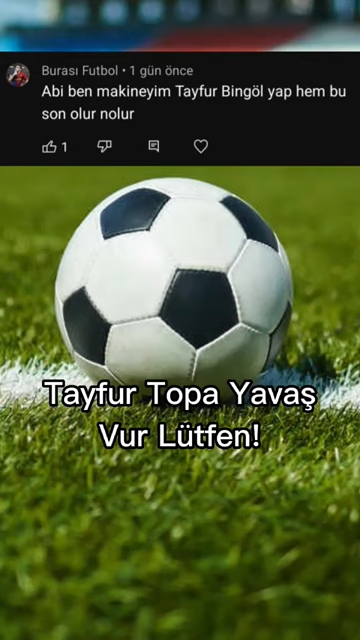 Burası Futbol • 1 gün önce
Abi ben makineyim Tayfur Bingöl yap hem bu
son olur nolur
1
Tayfur Topa Yavaş
Vur Lütfen!